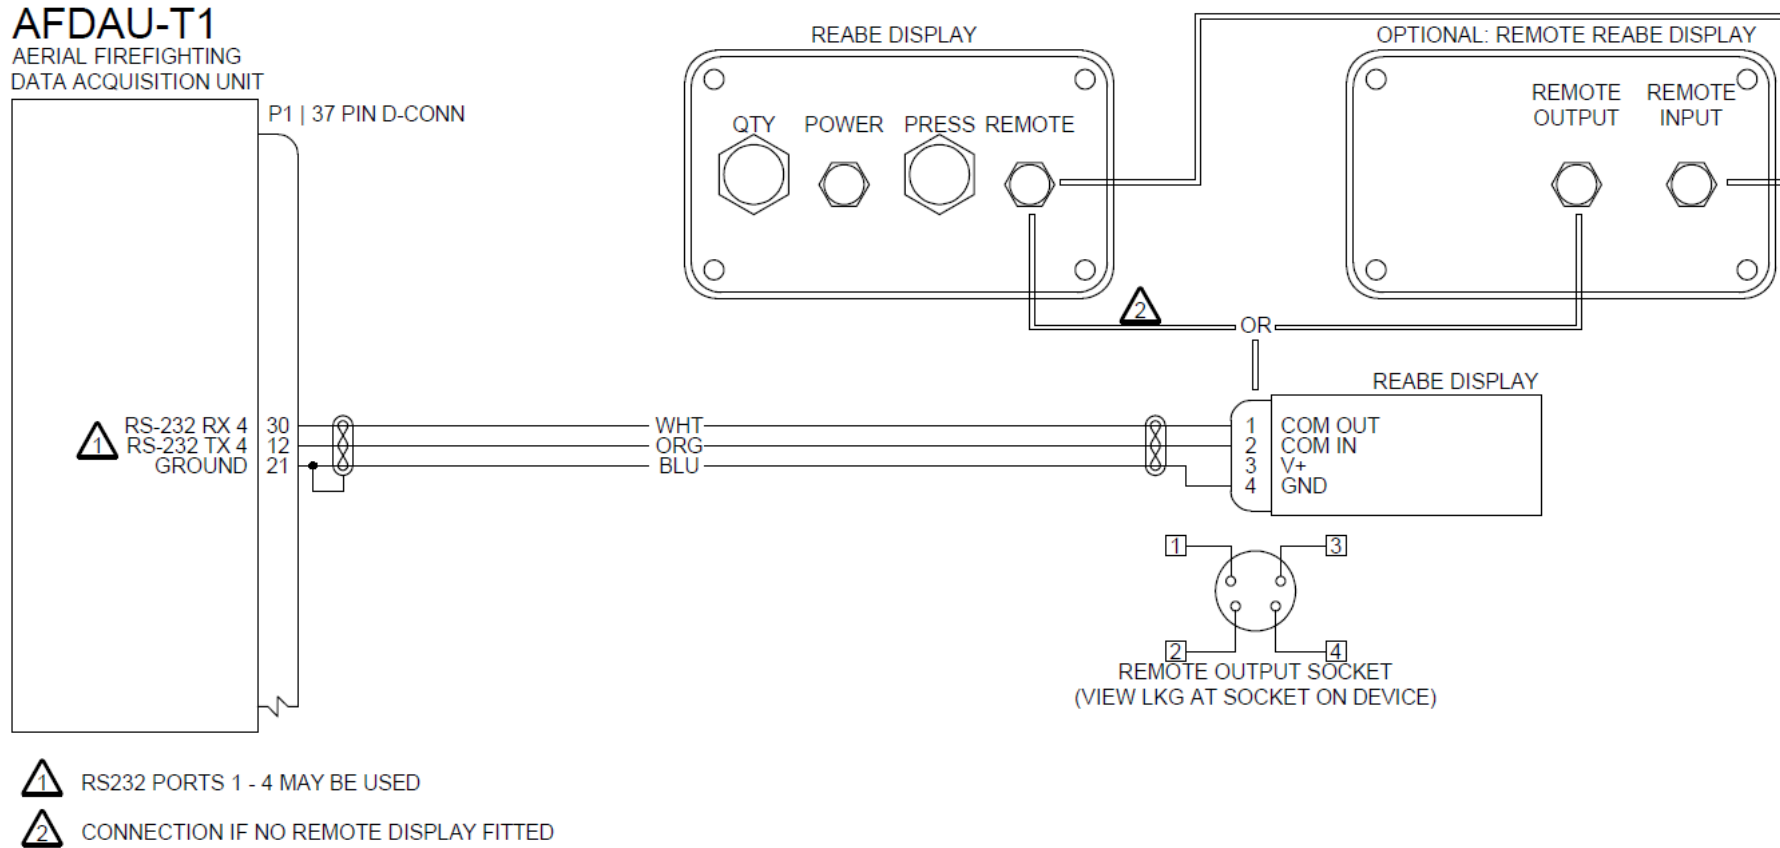 AFDAU-T1
AERIAL FIREFIGHTING
DATA ACQUISITION UNIT
P1 | 37 PIN D-CONN
REABE DISPLAY
QTY POWER PRESS REMOTE
OPTIONAL: REMOTE REABE DISPLAY
REMOTE OUTPUT
REMOTE INPUT
2
OR
REABE DISPLAY
1
RS-232 RX 4 30 WHT 1 COM OUT
RS-232 TX 4 12 ORG 2 COM IN
GROUND 21 BLU 3 V+
4 GND
1 3
2 4
REMOTE OUTPUT SOCKET
(VIEW LKG AT SOCKET ON DEVICE)
1 RS232 PORTS 1 - 4 MAY BE USED
2 CONNECTION IF NO REMOTE DISPLAY FITTED